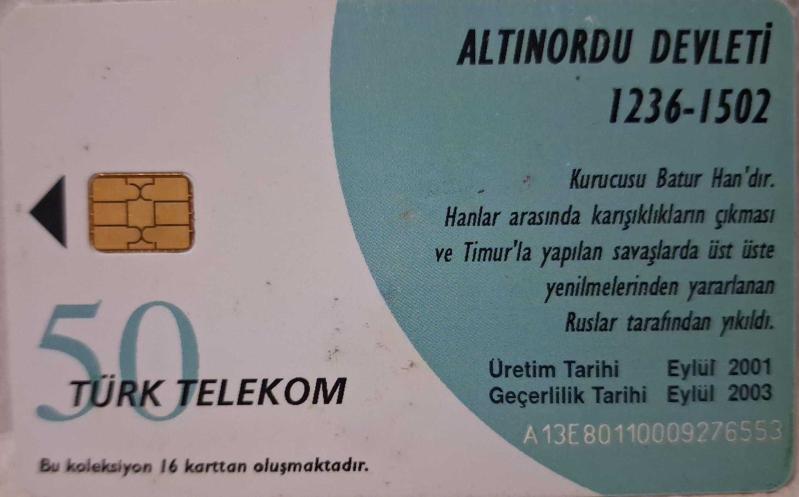 ALTINORDU DEVLETİ
1236-1502
Kurucusu Batur Han'dır.
Hanlar arasında karışıklıkların çıkması
ve Timur'la yapılan savaşlarda üst üste
yenilmelerinden yararlanan
Ruslar tarafından yıkıldı.
Üretim Tarihi Eylül 2001
Geçerlilik Tarihi Eylül 2003
A13E80110009276553
50
TÜRK TELEKOM
Bu koleksiyon 16 karttan oluşmaktadır.